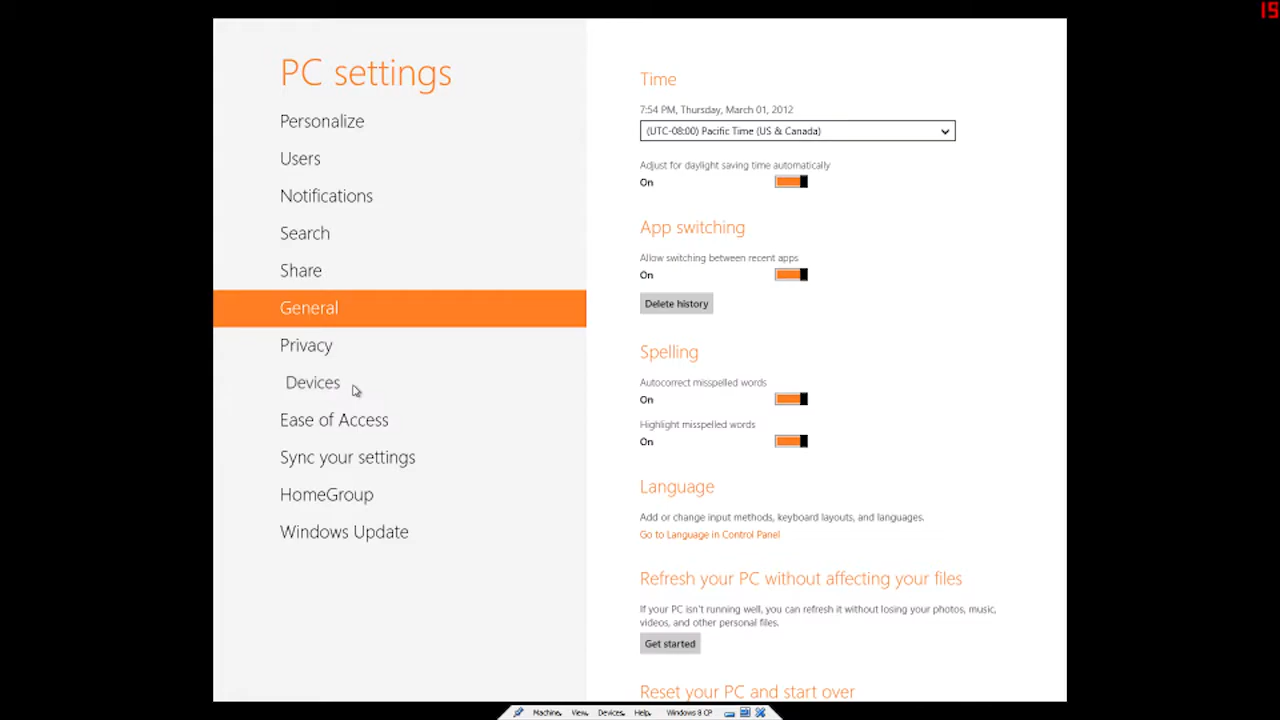 15
PC settings
Personalize
Users
Notifications
Search
Share
General
Privacy
Devices
Ease of Access
Sync your settings
HomeGroup
Windows Update
Time
7:54 PM, Thursday, March 01, 2012
(UTC-08:00) Pacific Time (US & Canada)
Adjust for daylight saving time automatically
On
App switching
Allow switching between recent apps
On
Delete history
Spelling
Autocorrect misspelled words
On
Highlight misspelled words
On
Language
Add or change input methods, keyboard layouts, and languages.
Go to Language in Control Panel
Refresh your PC without affecting your files
If your PC isn't running well, you can refresh it without losing your photos, music,
videos, and other personal files.
Get started
Reset your PC and start over
Machine View Devices Help Windows 8 CP